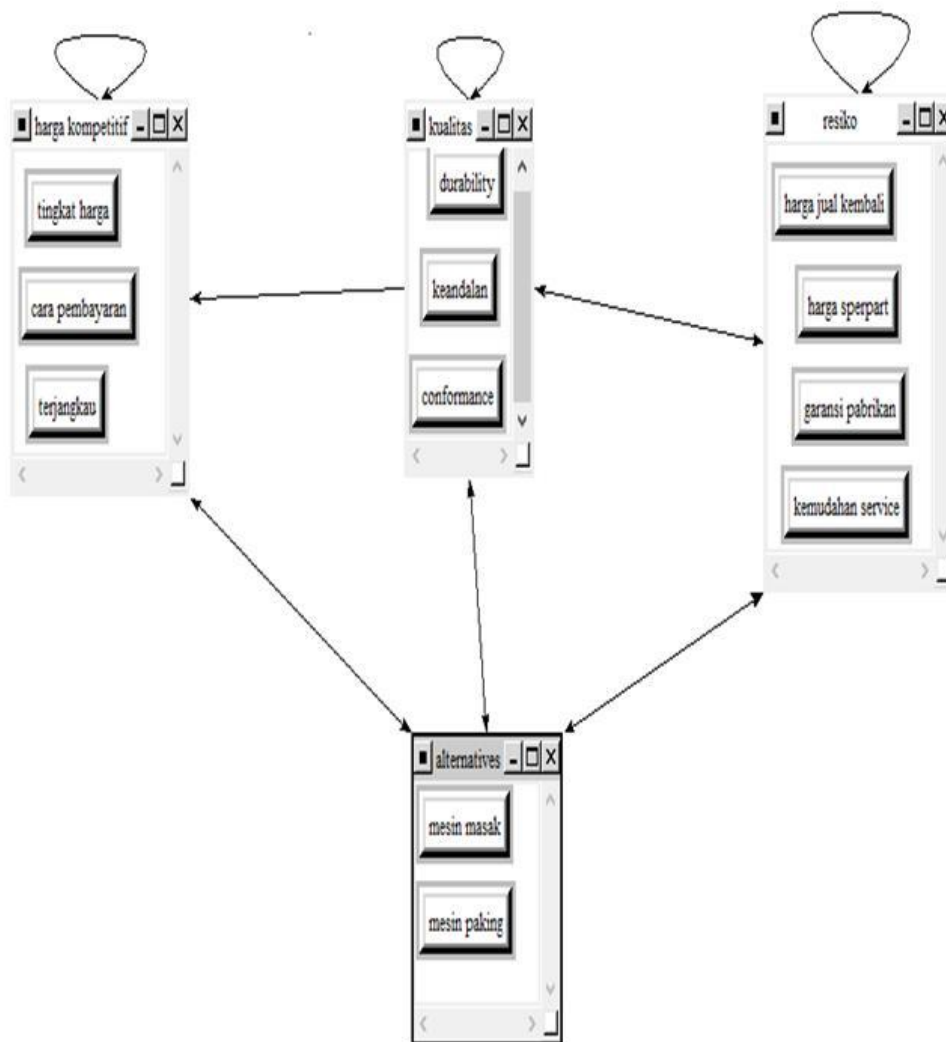 harga kompetitif
tingkat harga
cara pembayaran
terjangkau
kualitas
durability
keandalan
conformance
resiko
harga jual kembali
harga sperpart
garansi pabrikan
kemudahan service
alternatives
mesin masak
mesin paking